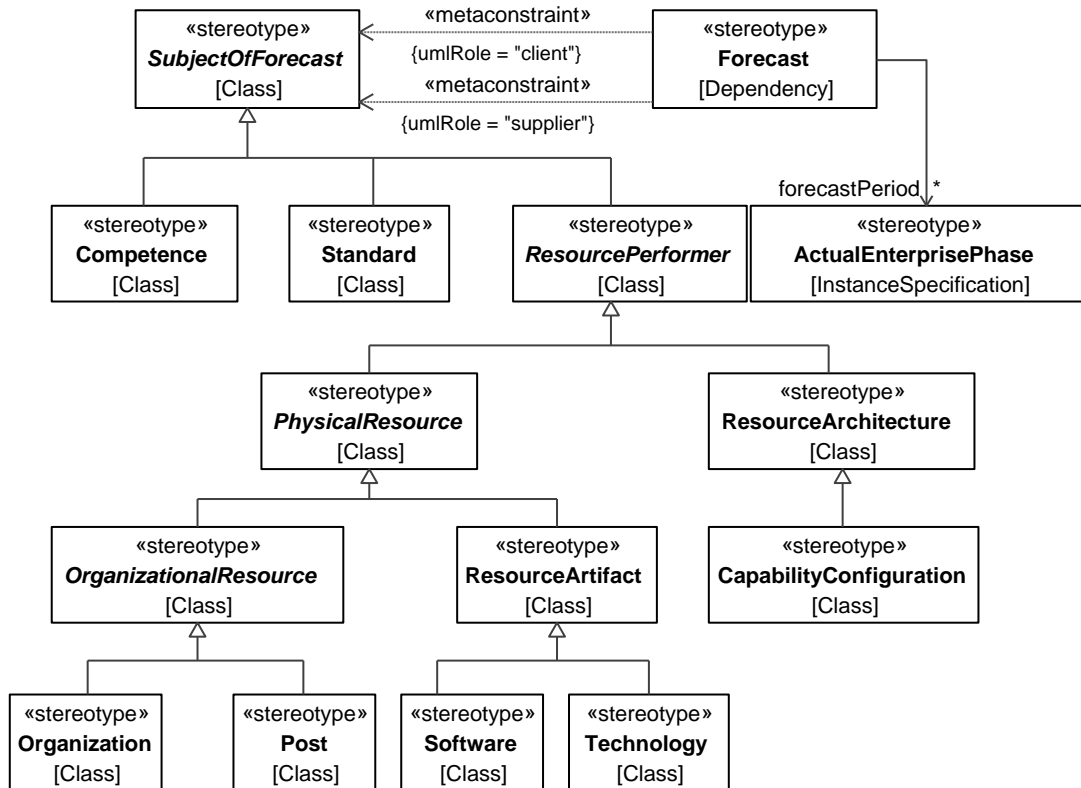 «stereotype»
SubjectOfForecast
[Class]
«metaconstraint»
{umlRole = "client"}
«metaconstraint»
{umlRole = "supplier"}
«stereotype»
Forecast
[Dependency]
forecastPeriod *
«stereotype»
Competence
[Class]
«stereotype»
Standard
[Class]
«stereotype»
ResourcePerformer
[Class]
«stereotype»
ActualEnterprisePhase
[InstanceSpecification]
«stereotype»
PhysicalResource
[Class]
«stereotype»
ResourceArchitecture
[Class]
«stereotype»
OrganizationalResource
[Class]
«stereotype»
ResourceArtifact
[Class]
«stereotype»
CapabilityConfiguration
[Class]
«stereotype»
Organization
[Class]
«stereotype»
Post
[Class]
«stereotype»
Software
[Class]
«stereotype»
Technology
[Class]